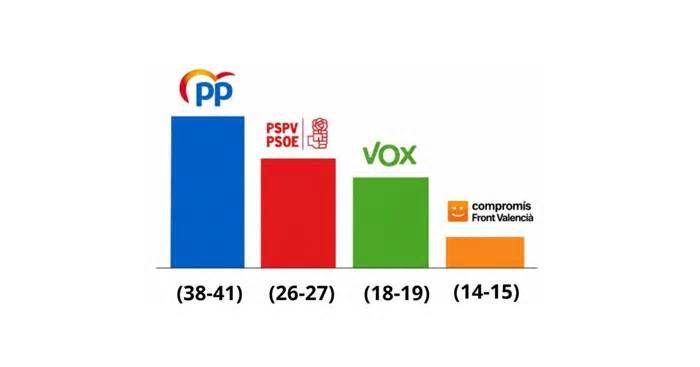 PP
PSPV
PSOE
VOX
compromís
Front Valencià
(38-41)
(26-27)
(18-19)
(14-15)